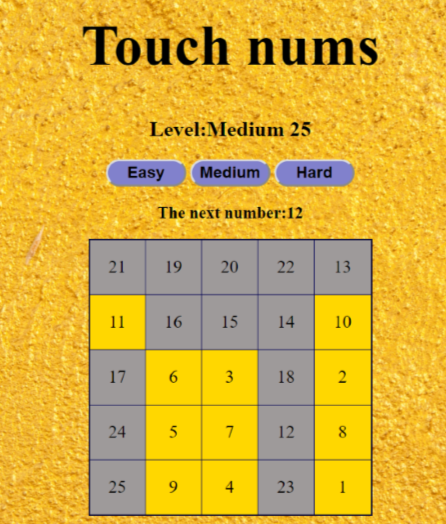 Touch nums
Level:Medium 25
Easy Medium Hard
The next number:12
21 19 20 22 13
11 16 15 14 10
17 6 3 18 2
24 5 7 12 8
25 9 4 23 1